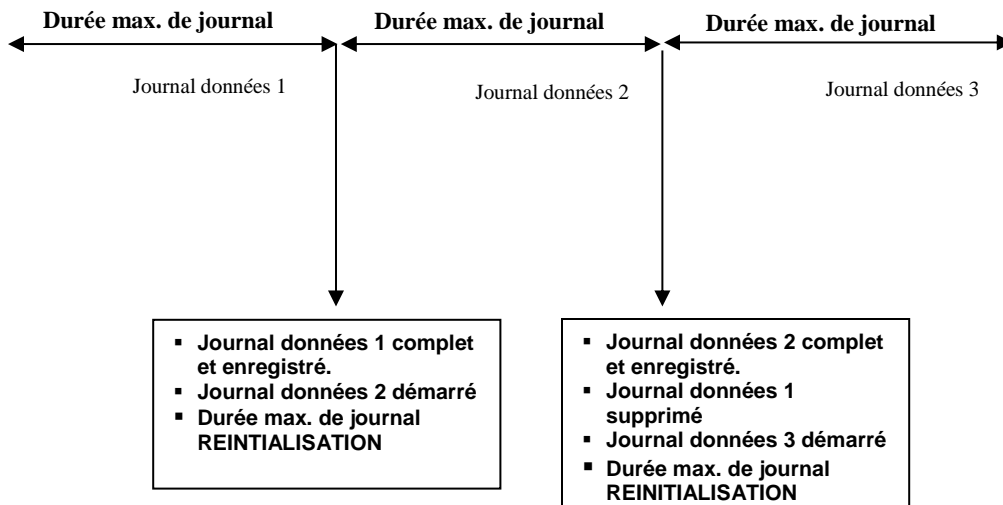 Durée max. de journal
Durée max. de journal
Durée max. de journal
Journal données 1
Journal données 2
Journal données 3
▪ Journal données 1 complet
et enregistré.
▪ Journal données 2 démarré
▪ Durée max. de journal
REINTIALISATION
▪ Journal données 2 complet
et enregistré.
▪ Journal données 1
supprimé
▪ Journal données 3 démarré
▪ Durée max. de journal
REINITIALISATION